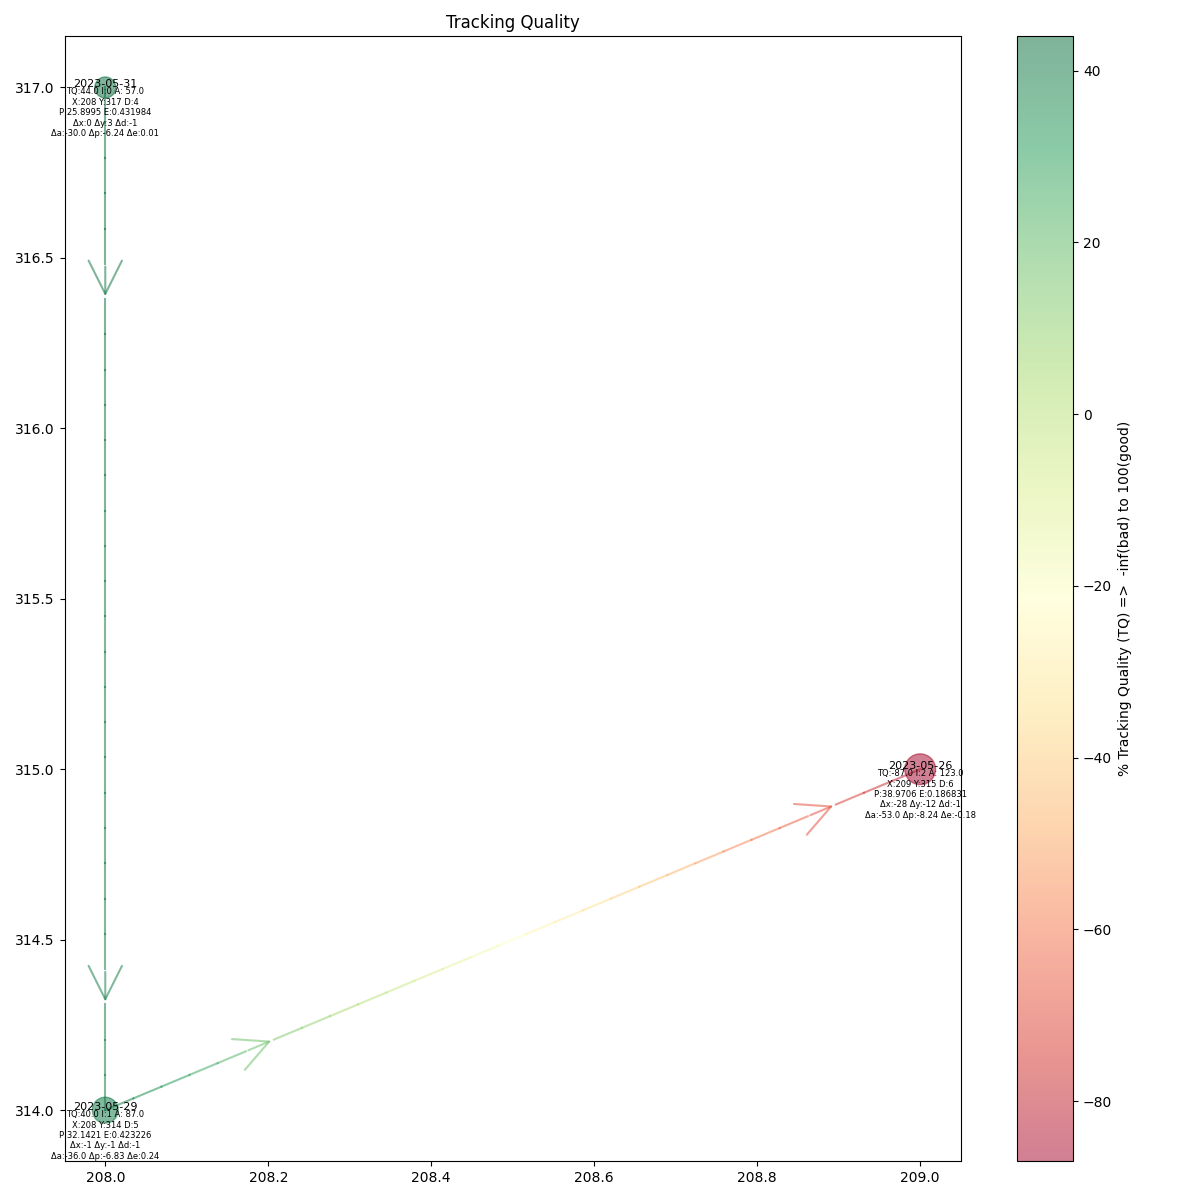 Tracking Quality
317.0
316.5
316.0
315.5
315.0
314.5
314.0
2023-05-31
TQ:44.0 I:0 A: 57.0
X:208 Y:317 D:4
P:25.8995 E:0.431984
Δx:0 Δy:3 Δd:-1
Δa:-30.0 Δp:-6.24 Δe:0.01
2023-05-26
TQ:-87.0 I:2 A: 123.0
X:209 Y:315 D:6
P:38.9706 E:0.186831
Δx:-28 Δy:-12 Δd:-1
Δa:-53.0 Δp:-8.24 Δe:-0.18
2023-05-29
TQ:40.0 I:1 A: 87.0
X:208 Y:314 D:5
P:32.1421 E:0.423226
Δx:-1 Δy:-1 Δd:-1
Δa:-36.0 Δp:-6.83 Δe:0.24
208.0
208.2
208.4
208.6
208.8
209.0
40
20
0
−20
−40
−60
−80
% Tracking Quality (TQ) => -inf(bad) to 100(good)